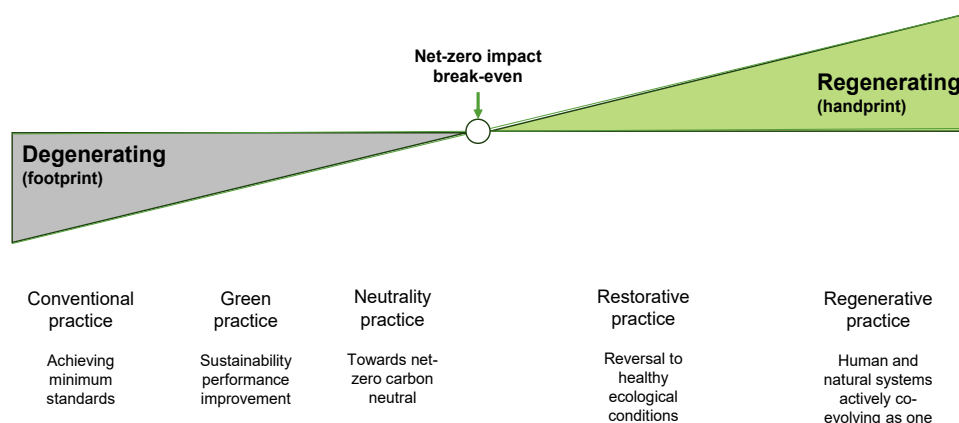 Net-zero impact
break-even
Regenerating
(handprint)
Degenerating
(footprint)
Conventional
practice
Achieving
minimum
standards
Green
practice
Sustainability
performance
improvement
Neutrality
practice
Towards net-
zero carbon
neutral
Restorative
practice
Reversal to
healthy
ecological
conditions
Regenerative
practice
Human and
natural systems
actively co-
evolving as one